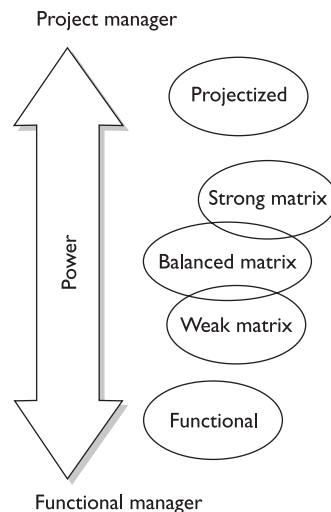 Project manager
Projectized
Strong matrix
Balanced matrix
Power
Weak matrix
Functional
Functional manager